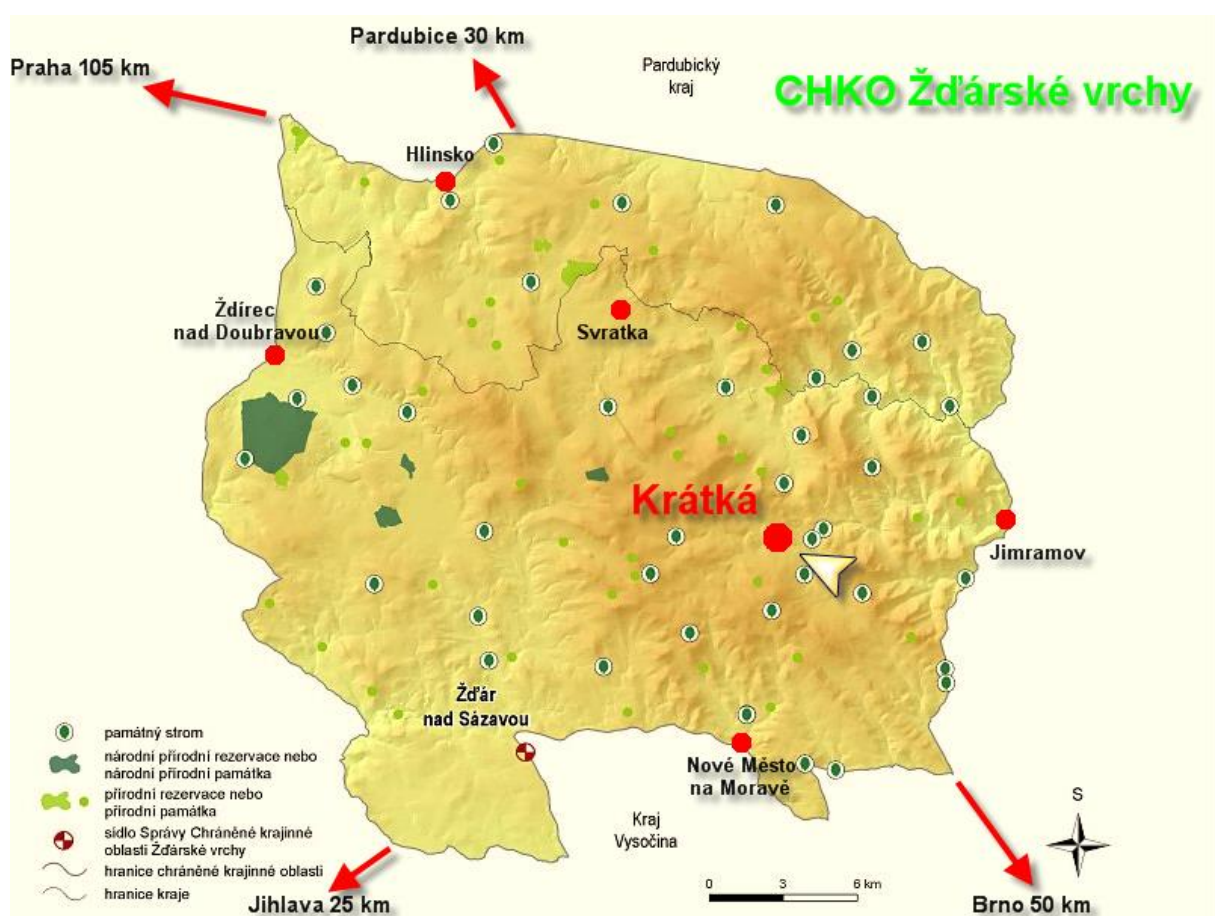 Pardubice 30 km
Praha 105 km
Pardubický
kraj
CHKO Žďárské vrchy
Hlinsko
Ždírec
nad Doubravou
Svratka
Krátká
Jimramov
Žďár
nad Sázavou
Nové Město
na Moravě
Kraj
Vysočina
památný strom
národní přírodní rezervace nebo
národní přírodní památka
přírodní rezervace nebo
přírodní památka
sídlo Správy Chráněné krajinné
oblasti Žďárské vrchy
hranice chráněné krajinné oblasti
hranice kraje
S
0 3 6 km
Jihlava 25 km
Brno 50 km